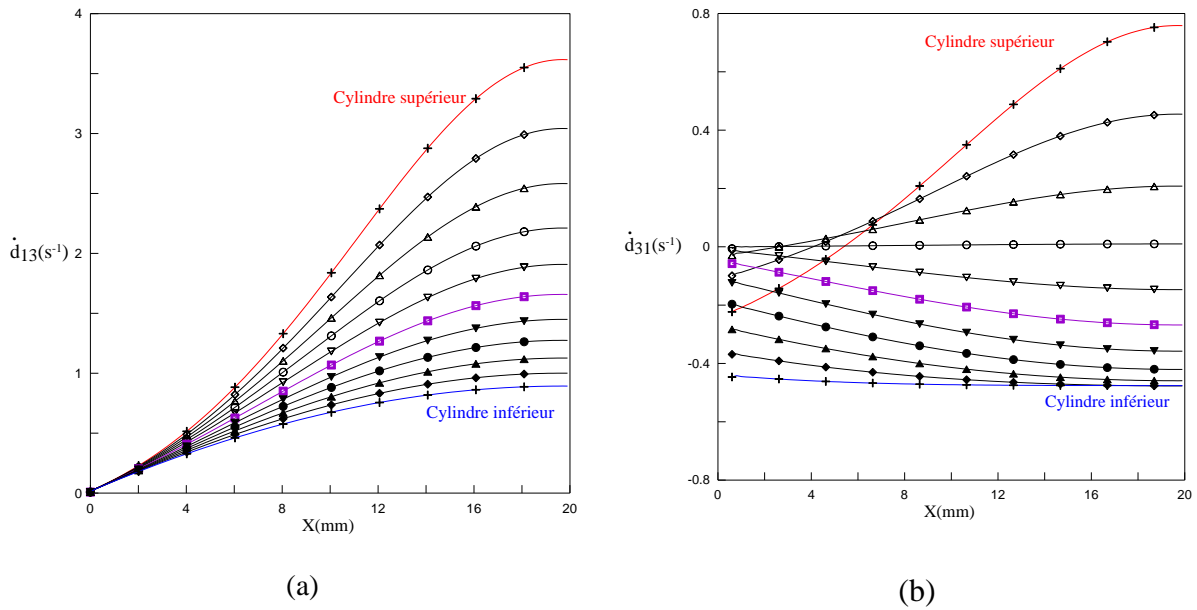 4
3
2
1
0
ḋ13(s-1)
Cylindre supérieur
Cylindre inférieur
0 4 8 12 16 20
X(mm)
(a)
0.8
0.4
0
-0.4
-0.8
ḋ31(s-1)
Cylindre supérieur
Cylindre inférieur
0 4 8 12 16 20
X(mm)
(b)